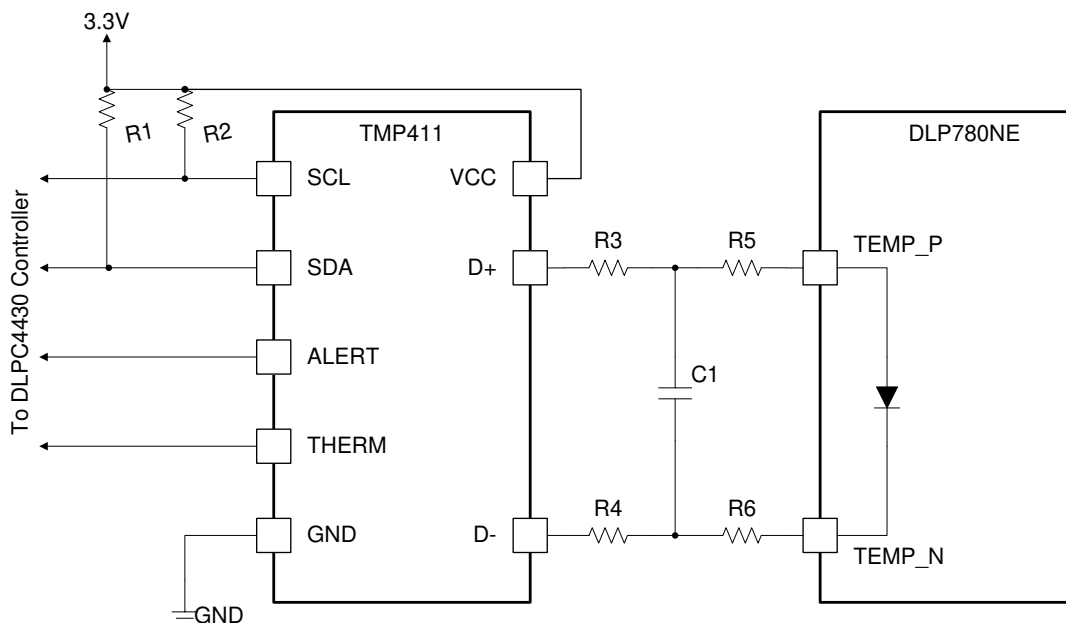 3.3V
R1
R2
TMP411
DLP780NE
SCL
VCC
R3
R5
TEMP_P
SDA
D+
To DLPC4430 Controller
ALERT
C1
THERM
R4
R6
GND
D-
TEMP_N
GND